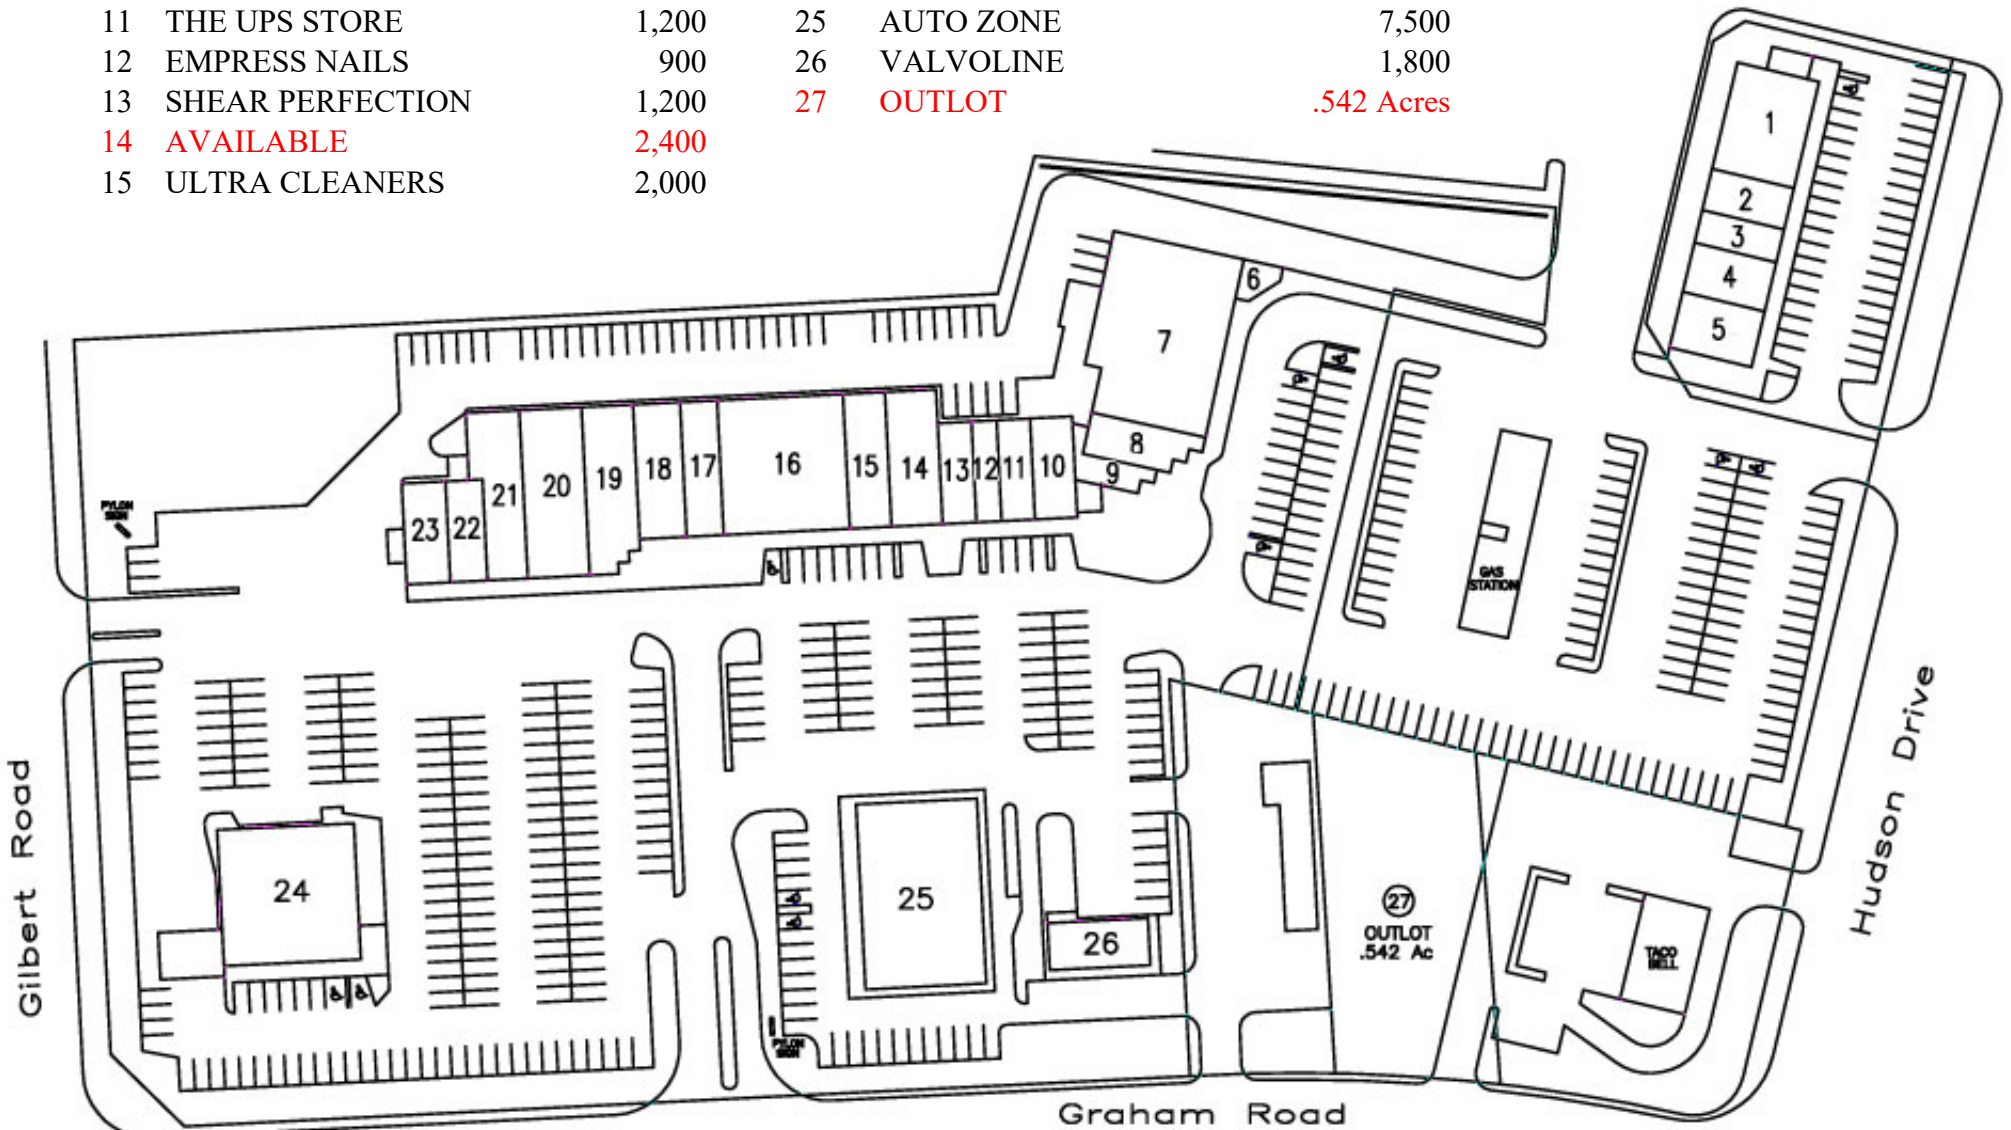 11 THE UPS STORE 1,200
12 EMPRESS NAILS 900
13 SHEAR PERFECTION 1,200
14 AVAILABLE 2,400
15 ULTRA CLEANERS 2,000
25 AUTO ZONE 7,500
26 VALVOLINE 1,800
27 OUTLOT .542 Acres
1
2
3
4
5
6
7
8
9
10
11
12
13
14
15
16
17
18
19
20
21
22
23
PYLON
SIGN
GAS
STATION
24
25
26
27
OUTLOT
.542 Ac
TACO
BELL
PYLON
SIGN
Gilbert Road
Hudson Drive
Graham Road